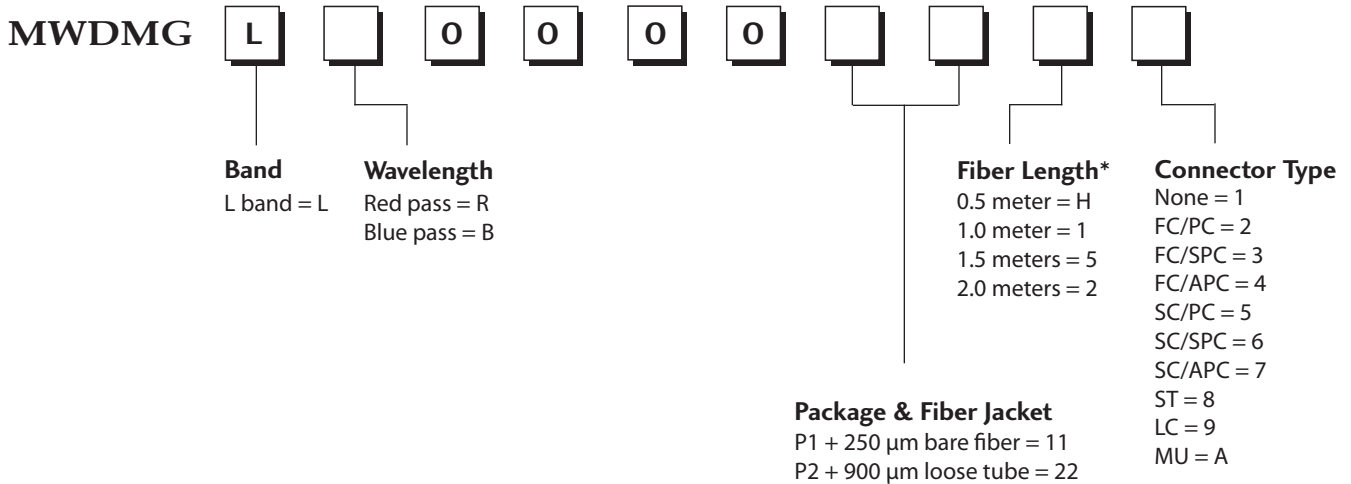 MWDMG L 0 0 0 0
Band
L band = L
Wavelength
Red pass = R
Blue pass = B
Package & Fiber Jacket
P1 + 250 µm bare fiber = 11
P2 + 900 µm loose tube = 22
Fiber Length*
0.5 meter = H
1.0 meter = 1
1.5 meters = 5
2.0 meters = 2
Connector Type
None = 1
FC/PC = 2
FC/SPC = 3
FC/APC = 4
SC/PC = 5
SC/SPC = 6
SC/APC = 7
ST = 8
LC = 9
MU = A